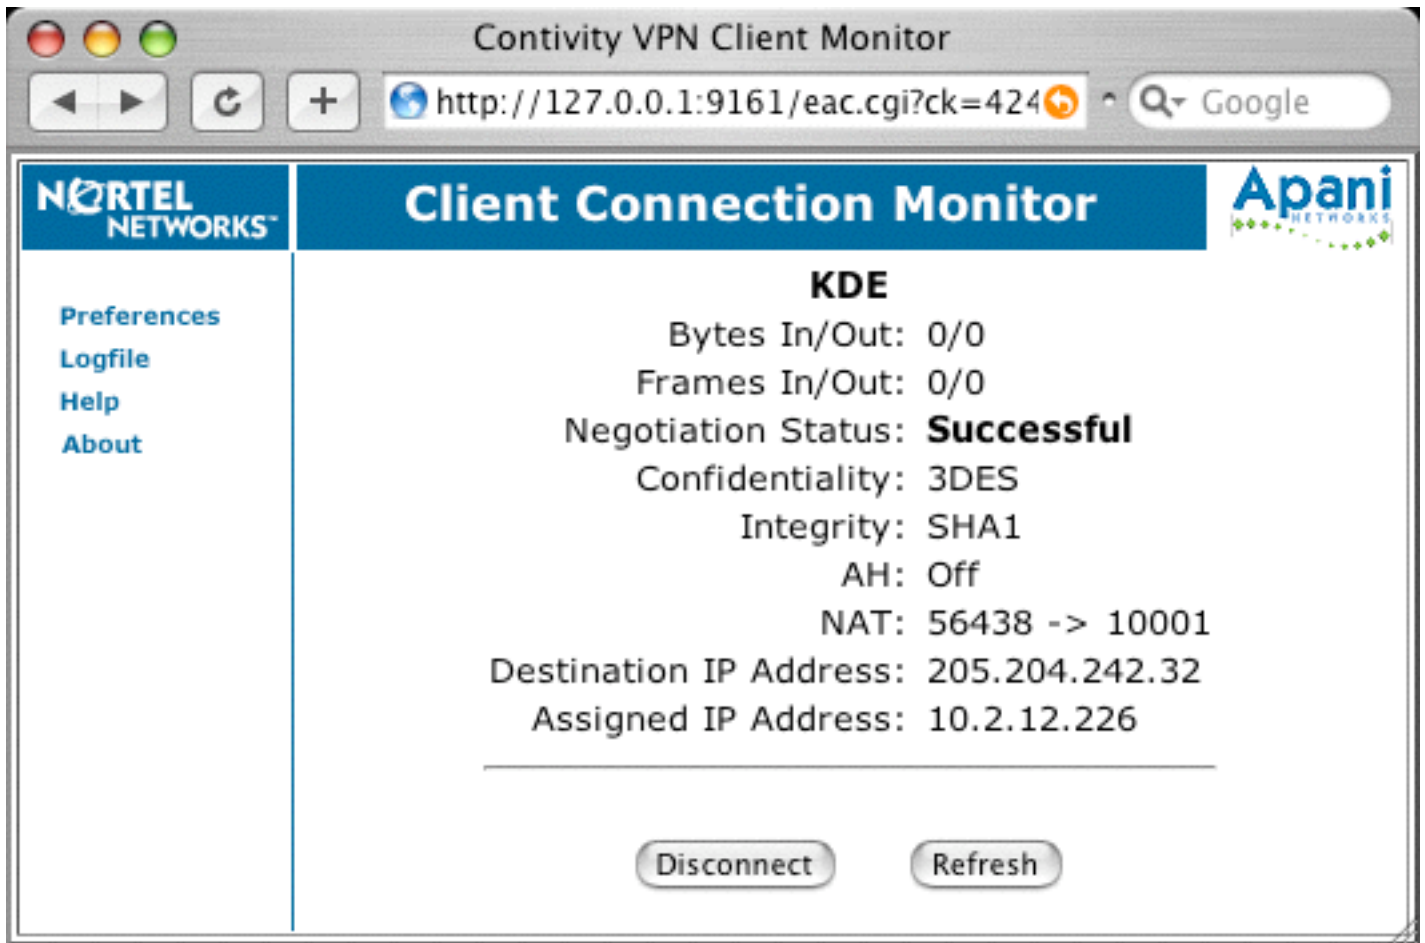 Contivity VPN Client Monitor
http://127.0.0.1:9161/eac.cgi?ck=424
Google
NORTEL
NETWORKS™
Client Connection Monitor
Apani
NETWORKS
Preferences
Logfile
Help
About
KDE
Bytes In/Out: 0/0
Frames In/Out: 0/0
Negotiation Status: Successful
Confidentiality: 3DES
Integrity: SHA1
AH: Off
NAT: 56438 -> 10001
Destination IP Address: 205.204.242.32
Assigned IP Address: 10.2.12.226
Disconnect
Refresh